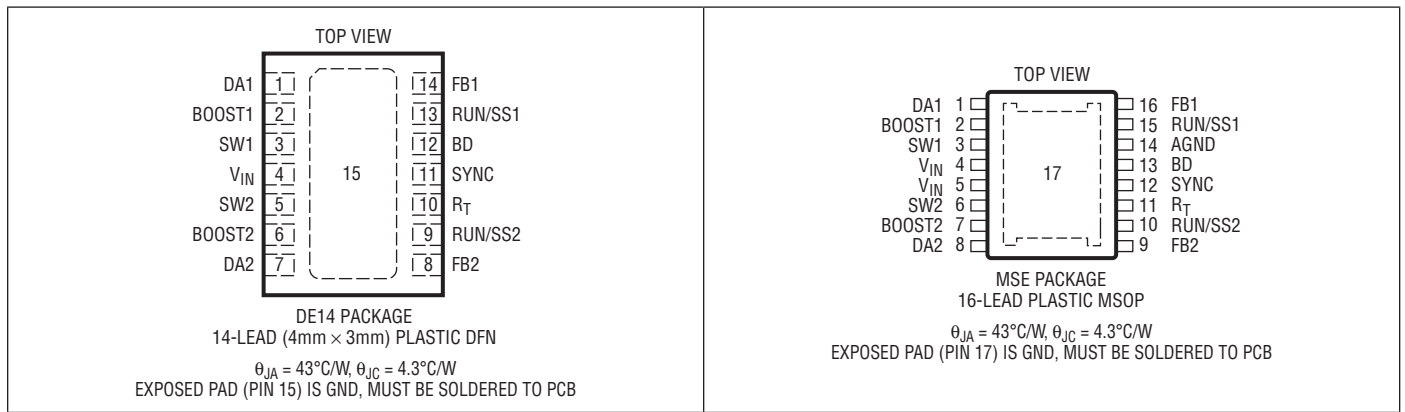 TOP VIEW
DA1 1 14 FB1
BOOST1 2 13 RUN/SS1
SW1 3 12 BD
VIN 4 15 11 SYNC
SW2 5 10 RT
BOOST2 6 9 RUN/SS2
DA2 7 8 FB2
DE14 PACKAGE
14-LEAD (4mm × 3mm) PLASTIC DFN
θJA = 43°C/W, θJC = 4.3°C/W
EXPOSED PAD (PIN 15) IS GND, MUST BE SOLDERED TO PCB
TOP VIEW
DA1 1 16 FB1
BOOST1 2 15 RUN/SS1
SW1 3 14 AGND
VIN 4 13 BD
17
VIN 5 12 SYNC
SW2 6 11 RT
BOOST2 7 10 RUN/SS2
DA2 8 9 FB2
MSE PACKAGE
16-LEAD PLASTIC MSOP
θJA = 43°C/W, θJC = 4.3°C/W
EXPOSED PAD (PIN 17) IS GND, MUST BE SOLDERED TO PCB